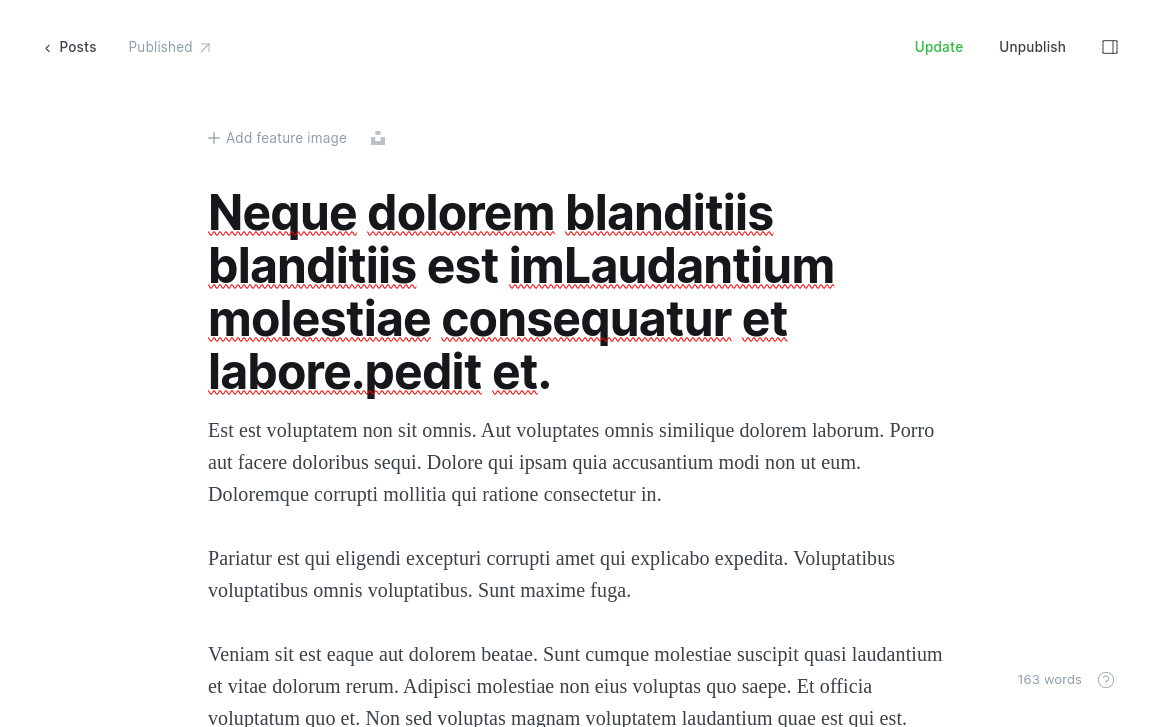 Posts Published Update Unpublish
Add feature image
Neque dolorem blanditiis
blanditiis est imLaudantium
molestiae consequatur et
labore.pedit et.
Est est voluptatem non sit omnis. Aut voluptates omnis similique dolorem laborum. Porro
aut facere doloribus sequi. Dolore qui ipsam quia accusantium modi non ut eum.
Doloremque corrupti mollitia qui ratione consectetur in.
Pariatur est qui eligendi excepturi corrupti amet qui explicabo expedita. Voluptatibus
voluptatibus omnis voluptatibus. Sunt maxime fuga.
Veniam sit est eaque aut dolorem beatae. Sunt cumque molestiae suscipit quasi laudantium
et vitae dolorum rerum. Adipisci molestiae non eius voluptas quo saepe. Et officia
voluptatum quo et. Non sed voluptas magnam voluptatem laudantium quae est qui est.
163 words